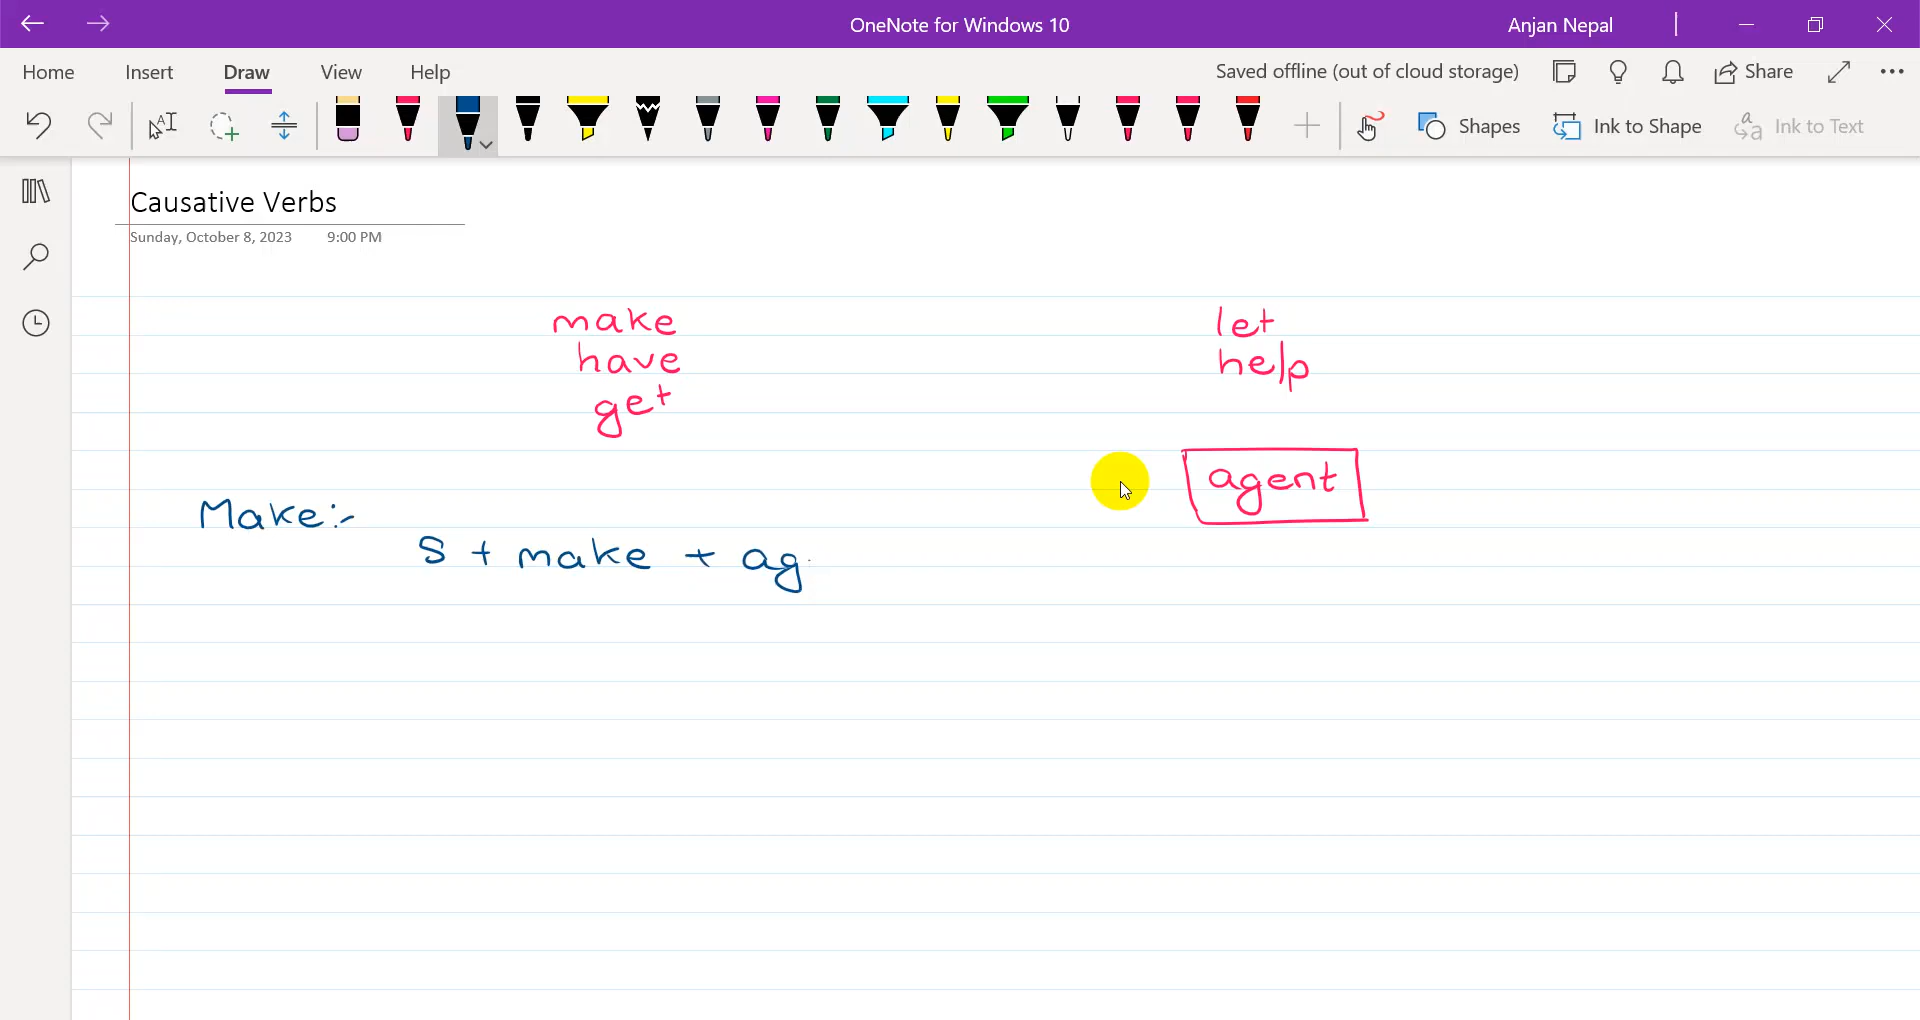 OneNote for Windows 10
Anjan Nepal
Home Insert Draw View Help
Saved offline (out of cloud storage)
Share
Shapes
Ink to Shape
Ink to Text
Causative Verbs
Sunday, October 8, 2023 9:00 PM
make let
have help
get
agent
Make:-
S + make + ag